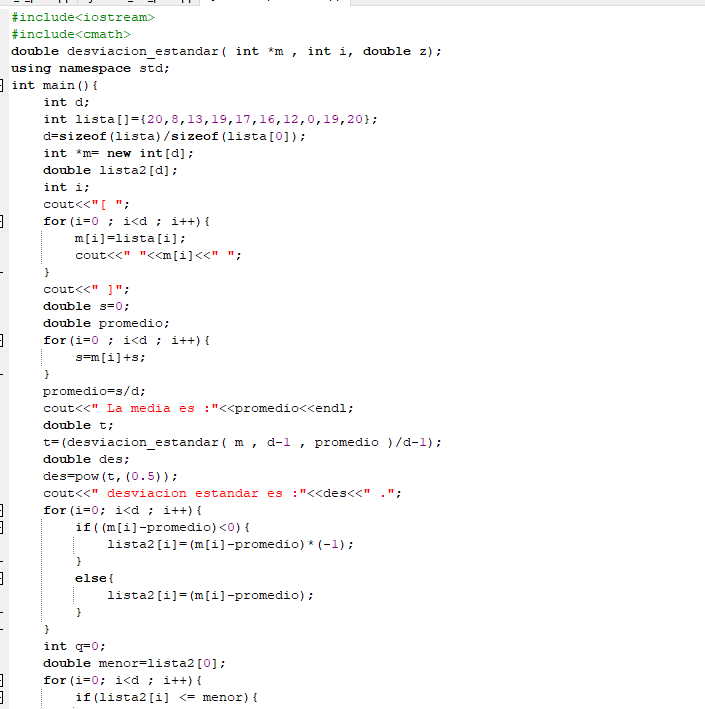 #include<iostream>
#include<cmath>
double desviacion_estandar( int *m , int i, double z);
using namespace std;
int main(){
    int d;
    int lista[]={20,8,13,19,17,16,12,0,19,20};
    d=sizeof(lista)/sizeof(lista[0]);
    int *m= new int[d];
    double lista2[d];
    int i;
    cout<<"[ ";
    for(i=0 ; i<d ; i++){
        m[i]=lista[i];
        cout<<" "<<m[i]<<" ";
    }
    cout<<" ]";
    double s=0;
    double promedio;
    for(i=0 ; i<d ; i++){
        s=m[i]+s;
    }
    promedio=s/d;
    cout<<" La media es :"<<promedio<<endl;
    double t;
    t=(desviacion_estandar( m , d-1 , promedio )/d-1);
    double des;
    des=pow(t,(0.5));
    cout<<" desviacion estandar es :"<<des<<" .";
    for(i=0; i<d ; i++){
        if((m[i]-promedio)<0){
            lista2[i]=(m[i]-promedio)*(-1);
        }
        else{
            lista2[i]=(m[i]-promedio);
        }
    }
    int q=0;
    double menor=lista2[0];
    for(i=0; i<d ; i++){
        if(lista2[i] <= menor){